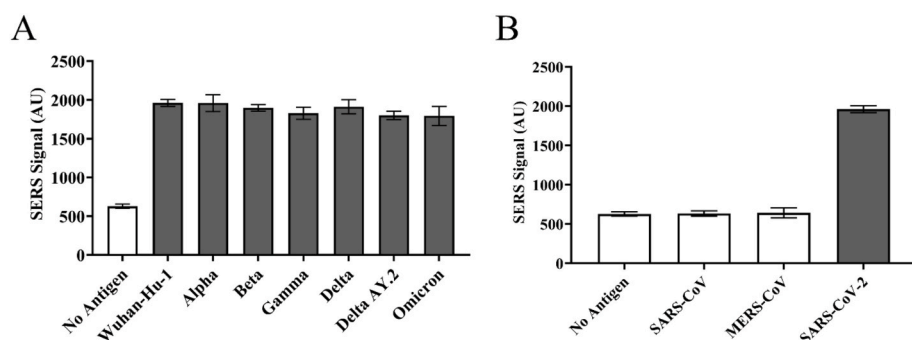 A
SERS Signal (AU)
2500
2000
1500
1000
500
0
No Antigen
Wuhan-Hu-1
Alpha
Beta
Gamma
Delta
Delta AY.2
Omicron
B
SERS Signal (AU)
2500
2000
1500
1000
500
0
No Antigen
SARS-CoV
MERS-CoV
SARS-CoV-2